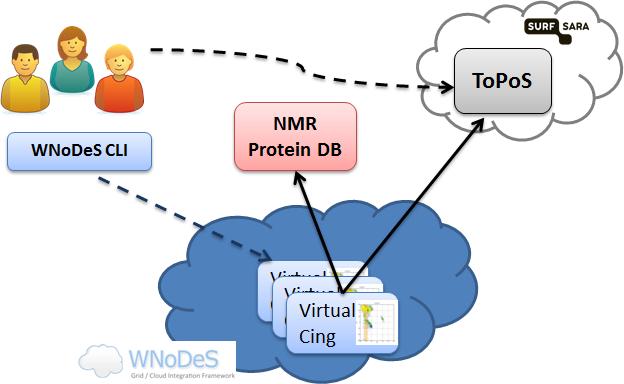 SURF
SARA
ToPoS
NMR
Protein DB
WNoDeS CLI
Virtual
Virtual
Virtual
Cing
WNoDeS
Grid / Cloud Integration Framework